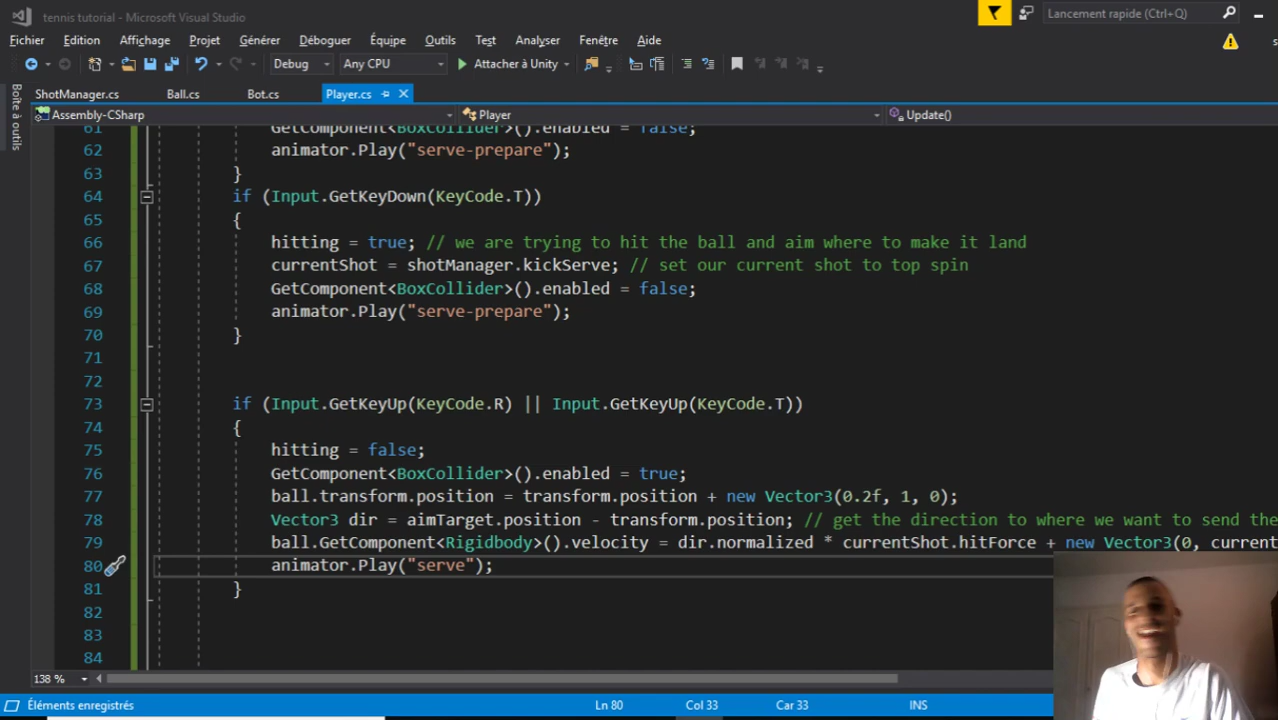 tennis tutorial - Microsoft Visual Studio
Lancement rapide (Ctrl+Q)
Fichier Edition Affichage Projet Générer Déboguer Équipe Outils Test Analyser Fenêtre Aide
Debug Any CPU Attacher à Unity
ShotManager.cs Ball.cs Bot.cs Player.cs
Boîte à outils
Assembly-CSharp Player Update()
61 GetComponent<BoxCollider>().enabled = false;
62 animator.Play("serve-prepare");
63 }
64 if (Input.GetKeyDown(KeyCode.T))
65 {
66 hitting = true; // we are trying to hit the ball and aim where to make it land
67 currentShot = shotManager.kickServe; // set our current shot to top spin
68 GetComponent<BoxCollider>().enabled = false;
69 animator.Play("serve-prepare");
70 }
71
72
73 if (Input.GetKeyUp(KeyCode.R) || Input.GetKeyUp(KeyCode.T))
74 {
75 hitting = false;
76 GetComponent<BoxCollider>().enabled = true;
77 ball.transform.position = transform.position + new Vector3(0.2f, 1, 0);
78 Vector3 dir = aimTarget.position - transform.position; // get the direction to where we want to send the
79 ball.GetComponent<Rigidbody>().velocity = dir.normalized * currentShot.hitForce + new Vector3(0, current
80 animator.Play("serve");
81 }
82
83
84
138 %
Éléments enregistrés Ln 80 Col 33 Car 33 INS